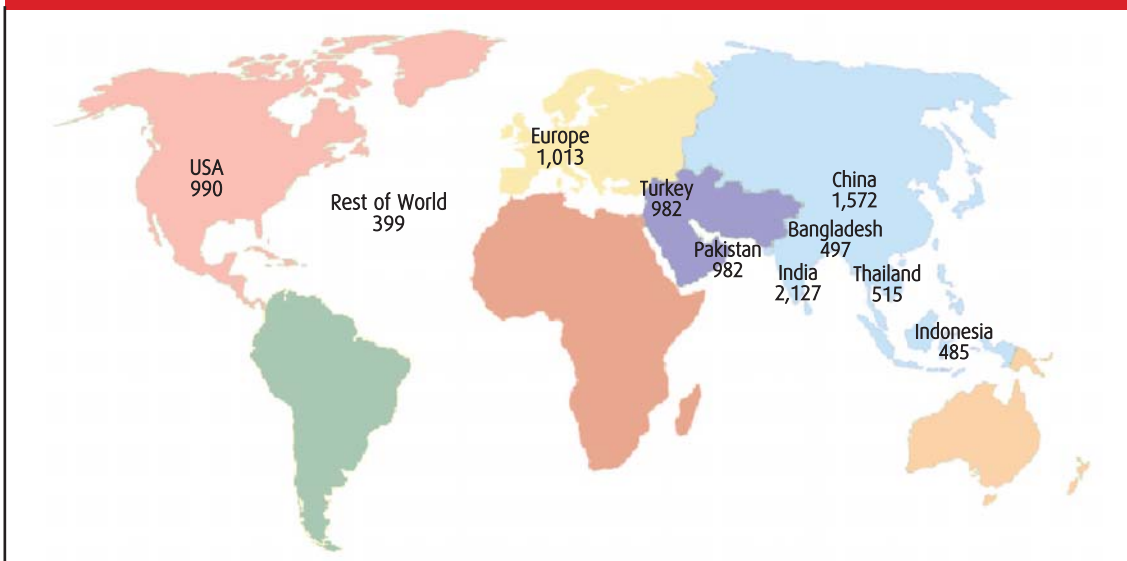 USA
990
Rest of World
399
Europe
1,013
Turkey
982
Pakistan
982
China
1,572
Bangladesh
497
India
2,127
Thailand
515
Indonesia
485